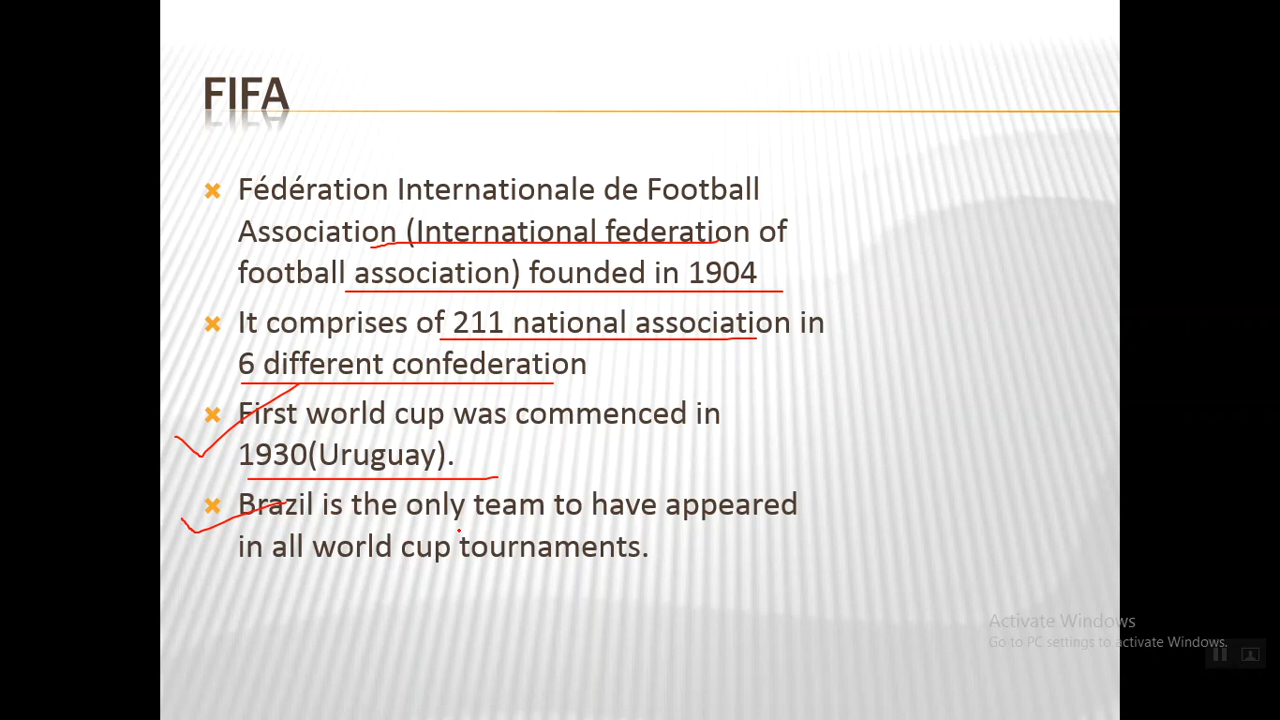 FIFA
Fédération Internationale de Football
Association (International federation of
football association) founded in 1904
It comprises of 211 national association in
6 different confederation
First world cup was commenced in
1930(Uruguay).
Brazil is the only team to have appeared
in all world cup tournaments.
Activate Windows
Go to PC settings to activate Windows.